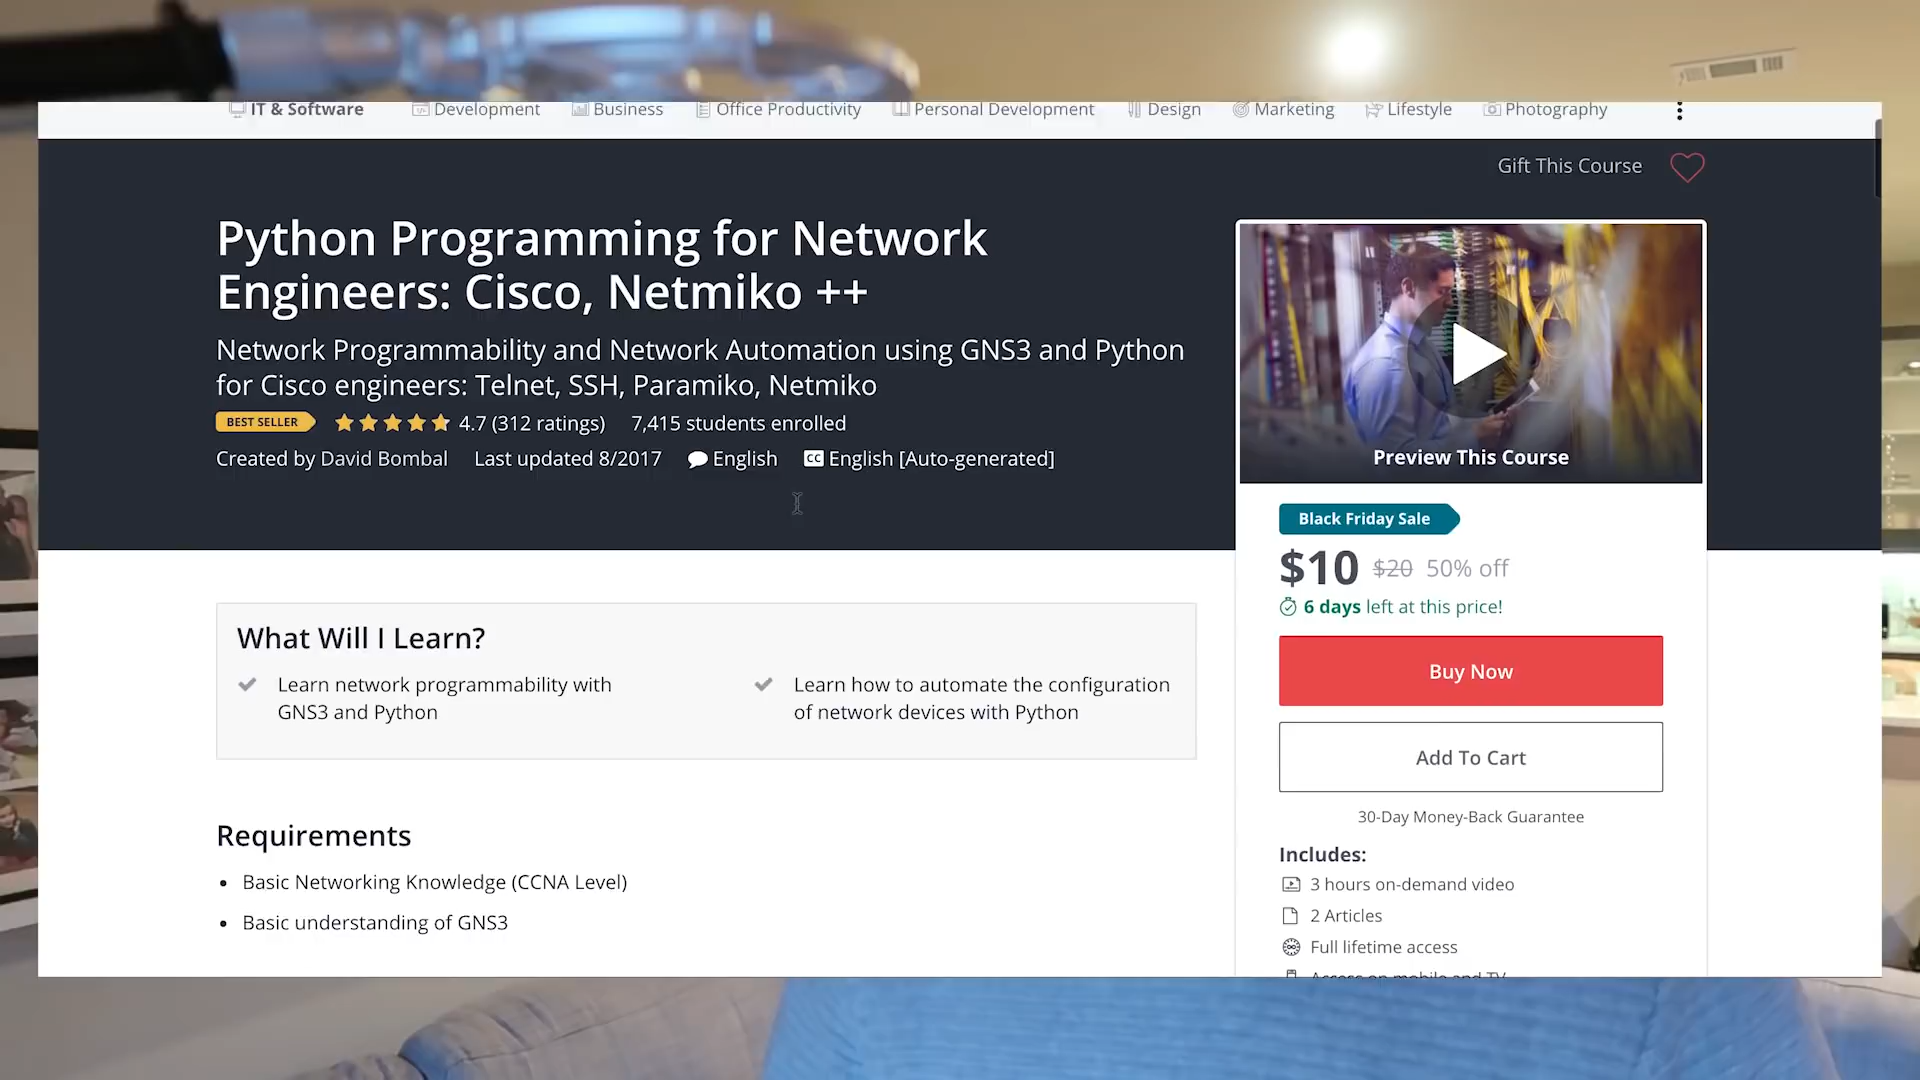 IT & Software Development Business Office Productivity Personal Development Design Marketing Lifestyle Photography
Gift This Course
Python Programming for Network
Engineers: Cisco, Netmiko ++
Network Programmability and Network Automation using GNS3 and Python
for Cisco engineers: Telnet, SSH, Paramiko, Netmiko
BEST SELLER 4.7 (312 ratings) 7,415 students enrolled
Created by David Bombal Last updated 8/2017 English CC English [Auto-generated]
Preview This Course
Black Friday Sale
$10 $20 50% off
6 days left at this price!
Buy Now
Add To Cart
30-Day Money-Back Guarantee
Includes:
3 hours on-demand video
2 Articles
Full lifetime access
Access on mobile and TV
What Will I Learn?
Learn network programmability with
GNS3 and Python
Learn how to automate the configuration
of network devices with Python
Requirements
Basic Networking Knowledge (CCNA Level)
Basic understanding of GNS3